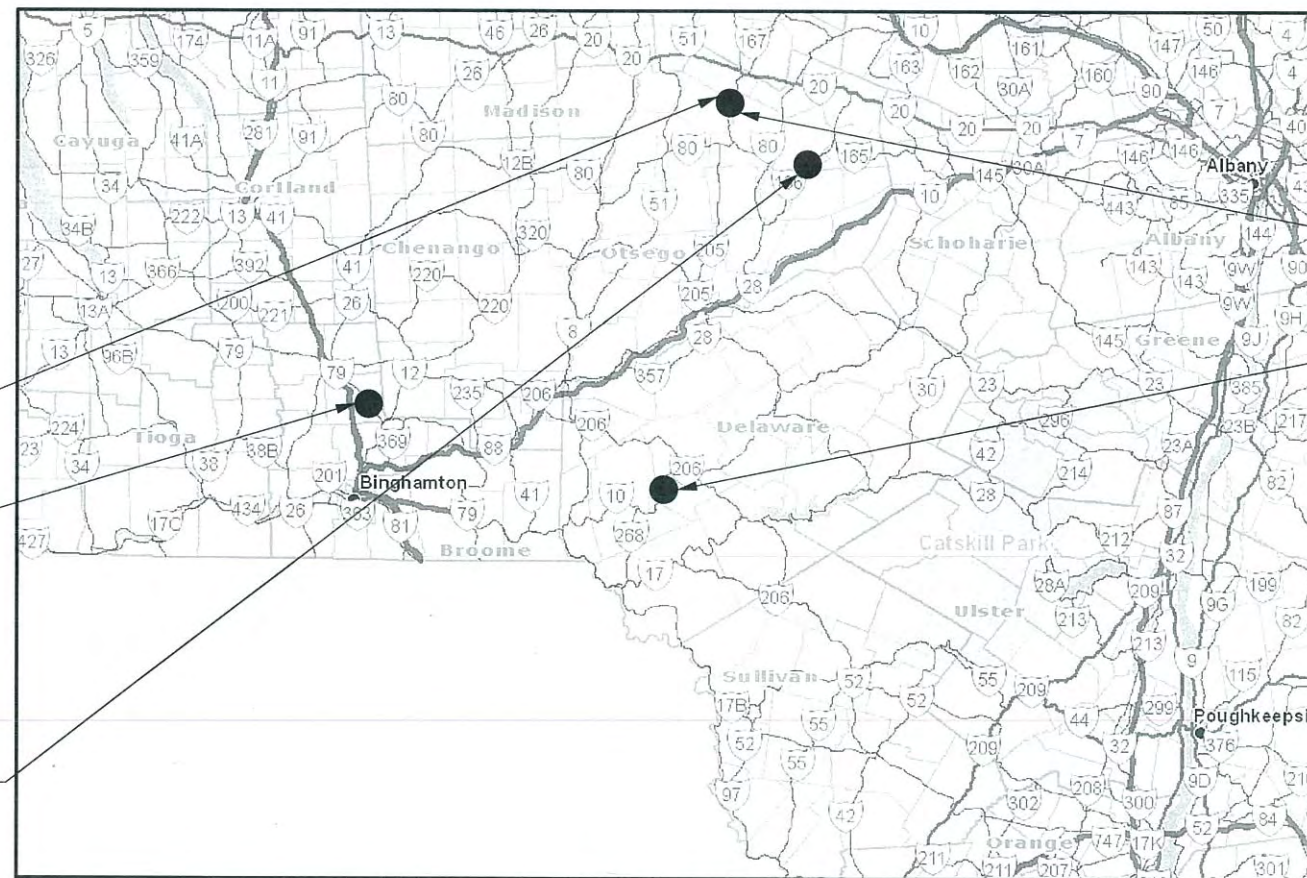 5 174 11A 91 13 46 26 20 51 167 10 161 50 4
326 359 11 26 20 163 162 147 146 4
80 Madison 20 30A 160 90
Cayuga 41A 281 91 80 80 80 20 20 20 7 7 40
34 12B 80 165 30A 146 146 Albany
Cortland 51 145 443 85 335
222 13 41 10 144
34B Chenango 320 Otsego 205 Schoharie Albany
27 13 366 392 41 220 143 143 9W 90
200 26 220 205 28 9W
13A 221 8 28 145 9H
13 96B 79 79 12 357 Greene 9J
235 206 30 23 23 385
224 369 206 Delaware 296 23B 217
23 Tioga 38 38B 88 42 23A
34 201 Binghamton 206 214 82
434 26 363 41 10 28
17C 81 79 87
427 Broome 268 Catskill Park 212 32
17 28A 209 199
206 Ulster 213 9G 82
213
Sullivan 52 55 9 115
17B 52 209 299
55 44 Poughkeepsi
52 209 32 376
55 9D
97 302 208 300
42 52 84
Orange 747 17K
211 211 207 301